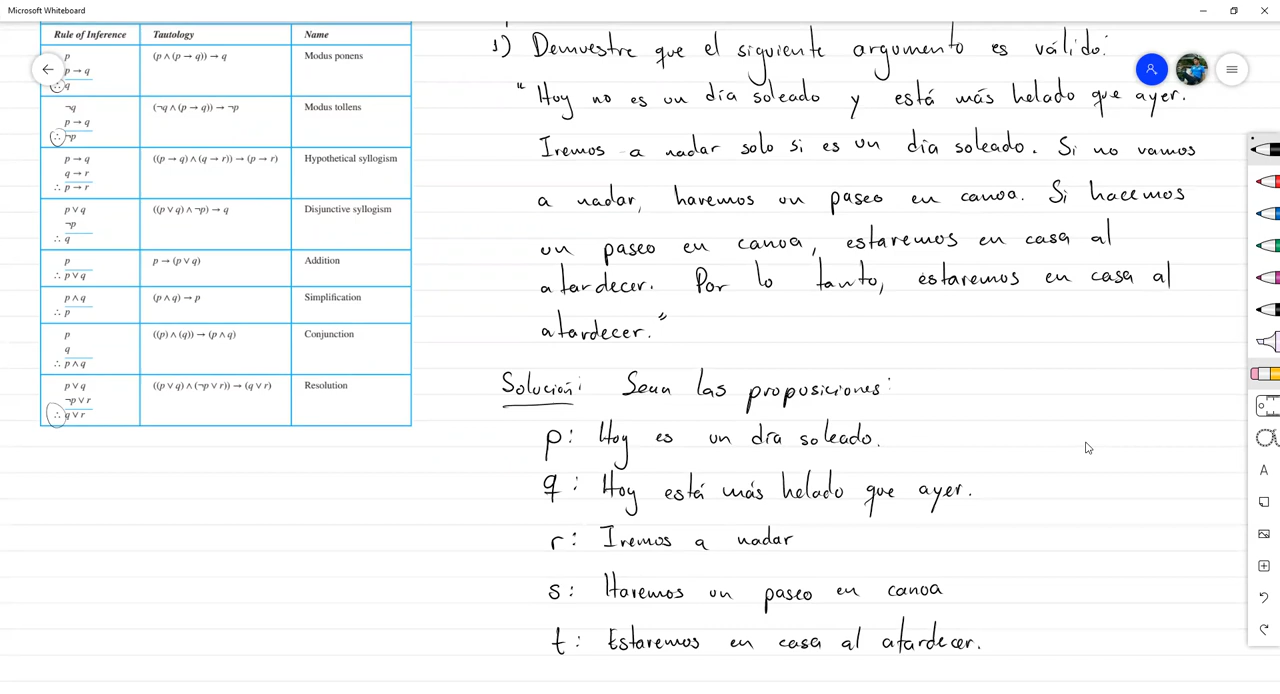 Microsoft Whiteboard
Rule of Inference Tautology Name
p
p → q
∴ q
(p ∧ (p → q)) → q
Modus ponens
¬q
p → q
∴ ¬p
(¬q ∧ (p → q)) → ¬p
Modus tollens
p → q
q → r
∴ p → r
((p → q) ∧ (q → r)) → (p → r)
Hypothetical syllogism
p ∨ q
¬p
∴ q
((p ∨ q) ∧ ¬p) → q
Disjunctive syllogism
p
∴ p ∨ q
p → (p ∨ q)
Addition
p ∧ q
∴ p
(p ∧ q) → p
Simplification
p
q
∴ p ∧ q
((p) ∧ (q)) → (p ∧ q)
Conjunction
p ∨ q
¬p ∨ r
∴ q ∨ r
((p ∨ q) ∧ (¬p ∨ r)) → (q ∨ r)
Resolution
1) Demuestre que el siguiente argumento es válido:
"Hoy no es un día soleado y está más helado que ayer.
Iremos a nadar solo si es un día soleado. Si no vamos
a nadar, haremos un paseo en canoa. Si hacemos
un paseo en canoa, estaremos en casa al
atardecer. Por lo tanto, estaremos en casa al
atardecer."
Solución: Sean las proposiciones:
p: Hoy es un día soleado.
q: Hoy está más helado que ayer.
r: Iremos a nadar
s: Haremos un paseo en canoa
t: Estaremos en casa al atardecer.
A